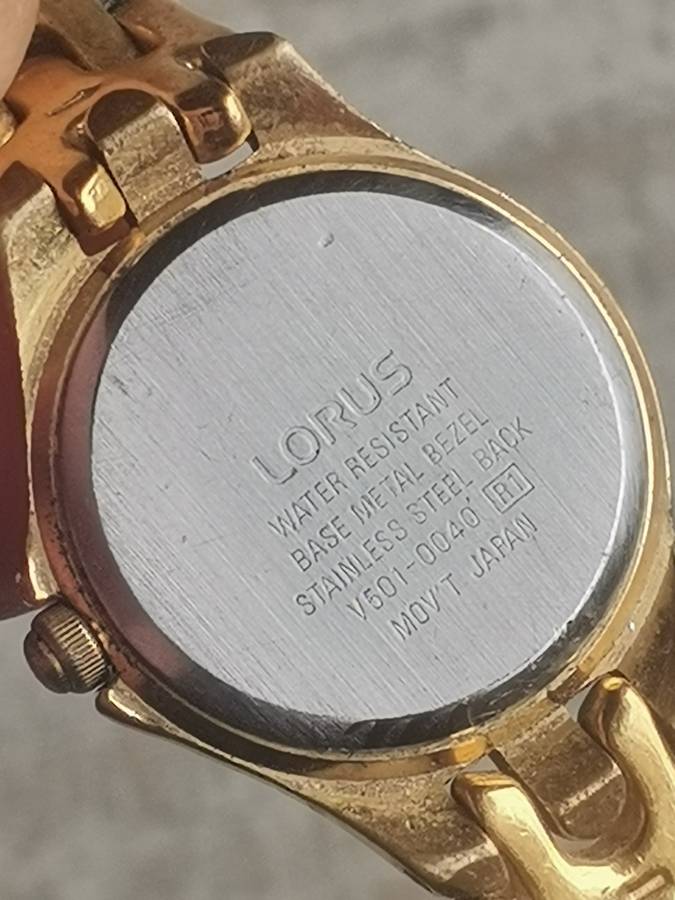 LORUS
WATER RESISTANT
BASE METAL BEZEL
STAINLESS STEEL BACK
V501-0040 R1
MOV'T JAPAN